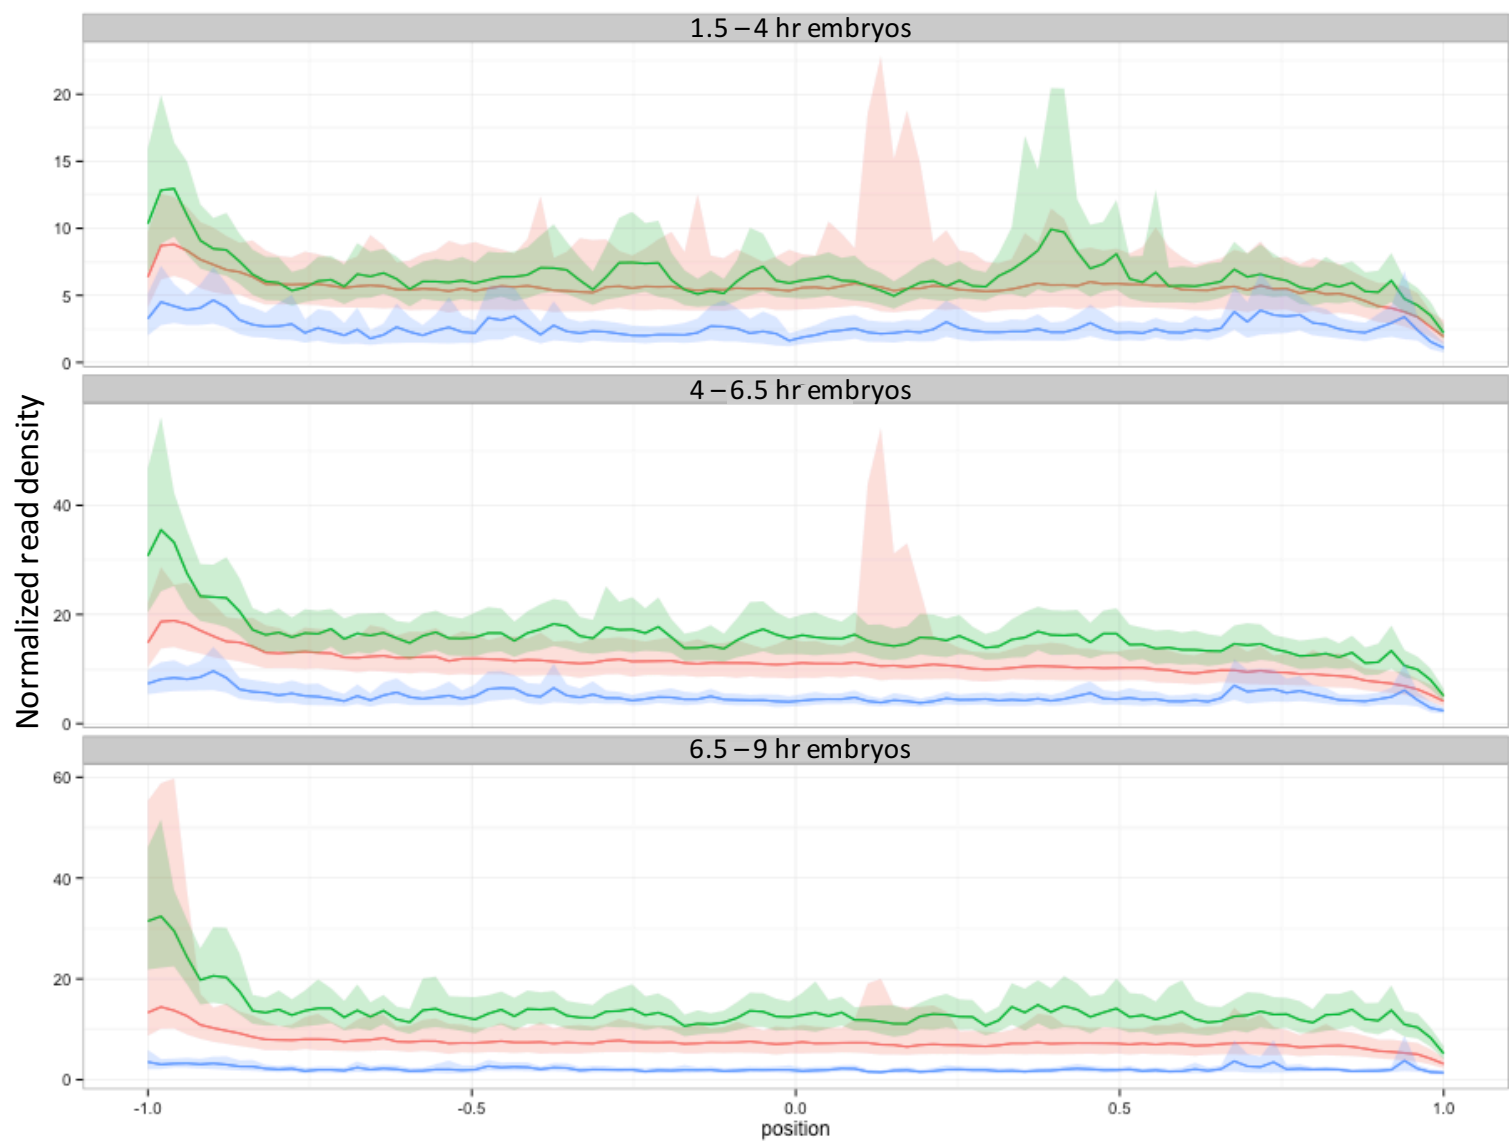 1.5 – 4 hr embryos
20
15
10
5
0
4 – 6.5 hr embryos
40
20
0
6.5 – 9 hr embryos
60
40
20
0
-1.0 -0.5 0.0 0.5 1.0
position
Normalized read density